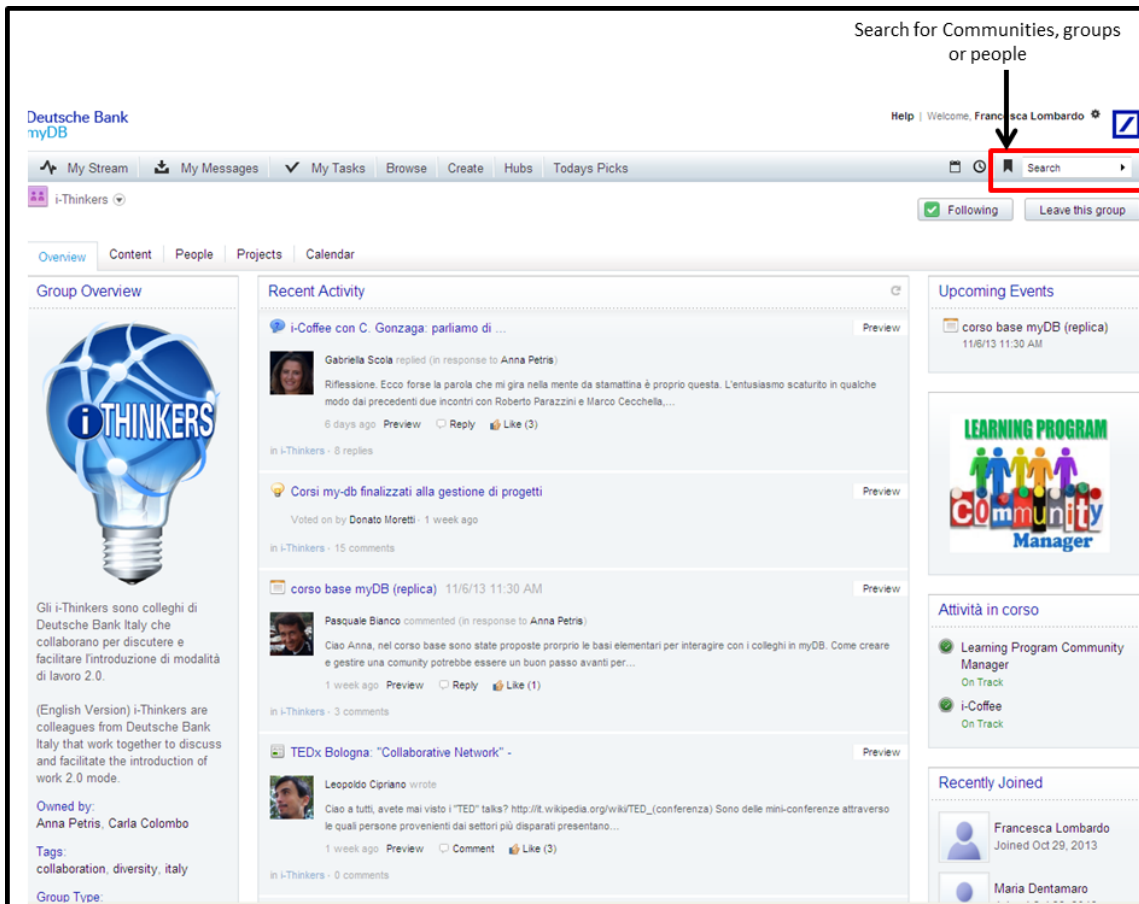 Search for Communities, groups
or people
Deutsche Bank
myDB
Help | Welcome, Francesca Lombardo
My Stream My Messages My Tasks Browse Create Hubs Todays Picks
Search
i-Thinkers
Following Leave this group
Overview Content People Projects Calendar
Group Overview
iTHINKERS
Gli i-Thinkers sono colleghi di
Deutsche Bank Italy che
collaborano per discutere e
facilitare l'introduzione di modalità
di lavoro 2.0.
(English Version) i-Thinkers are
colleagues from Deutsche Bank
Italy that work together to discuss
and facilitate the introduction of
work 2.0 mode.
Owned by:
Anna Petris, Carla Colombo
Tags:
collaboration, diversity, italy
Group Type:
Recent Activity
i-Coffee con C. Gonzaga: parliamo di ...
Preview
Gabriella Scola replied (in response to Anna Petris)
Riflessione. Ecco forse la parola che mi gira nella mente da stamattina è proprio questa. L'entusiasmo scaturito in qualche
modo dai precedenti due incontri con Roberto Parazzini e Marco Cecchella,...
6 days ago Preview Reply Like (3)
in i-Thinkers - 8 replies
Corsi my-db finalizzati alla gestione di progetti
Preview
Voted on by Donato Moretti - 1 week ago
in i-Thinkers - 15 comments
corso base myDB (replica) 11/6/13 11:30 AM
Preview
Pasquale Bianco commented (in response to Anna Petris)
Ciao Anna, nel corso base sono state proposte prorprio le basi elementari per interagire con i colleghi in myDB. Come creare
e gestire una comunity potrebbe essere un buon passo avanti per...
1 week ago Preview Reply Like (1)
in i-Thinkers - 3 comments
TEDx Bologna: "Collaborative Network" -
Preview
Leopoldo Cipriano wrote
Ciao a tutti, avete mai visto i "TED" talks? http://it.wikipedia.org/wiki/TED_(conferenza) Sono delle mini-conferenze attraverso
le quali persone provenienti dai settori più disparati presentano...
1 week ago Preview Comment Like (3)
in i-Thinkers - 0 comments
Upcoming Events
corso base myDB (replica)
11/6/13 11:30 AM
LEARNING PROGRAM
Community
Manager
Attività in corso
Learning Program Community
Manager
On Track
i-Coffee
On Track
Recently Joined
Francesca Lombardo
Joined Oct 29, 2013
Maria Dentamaro